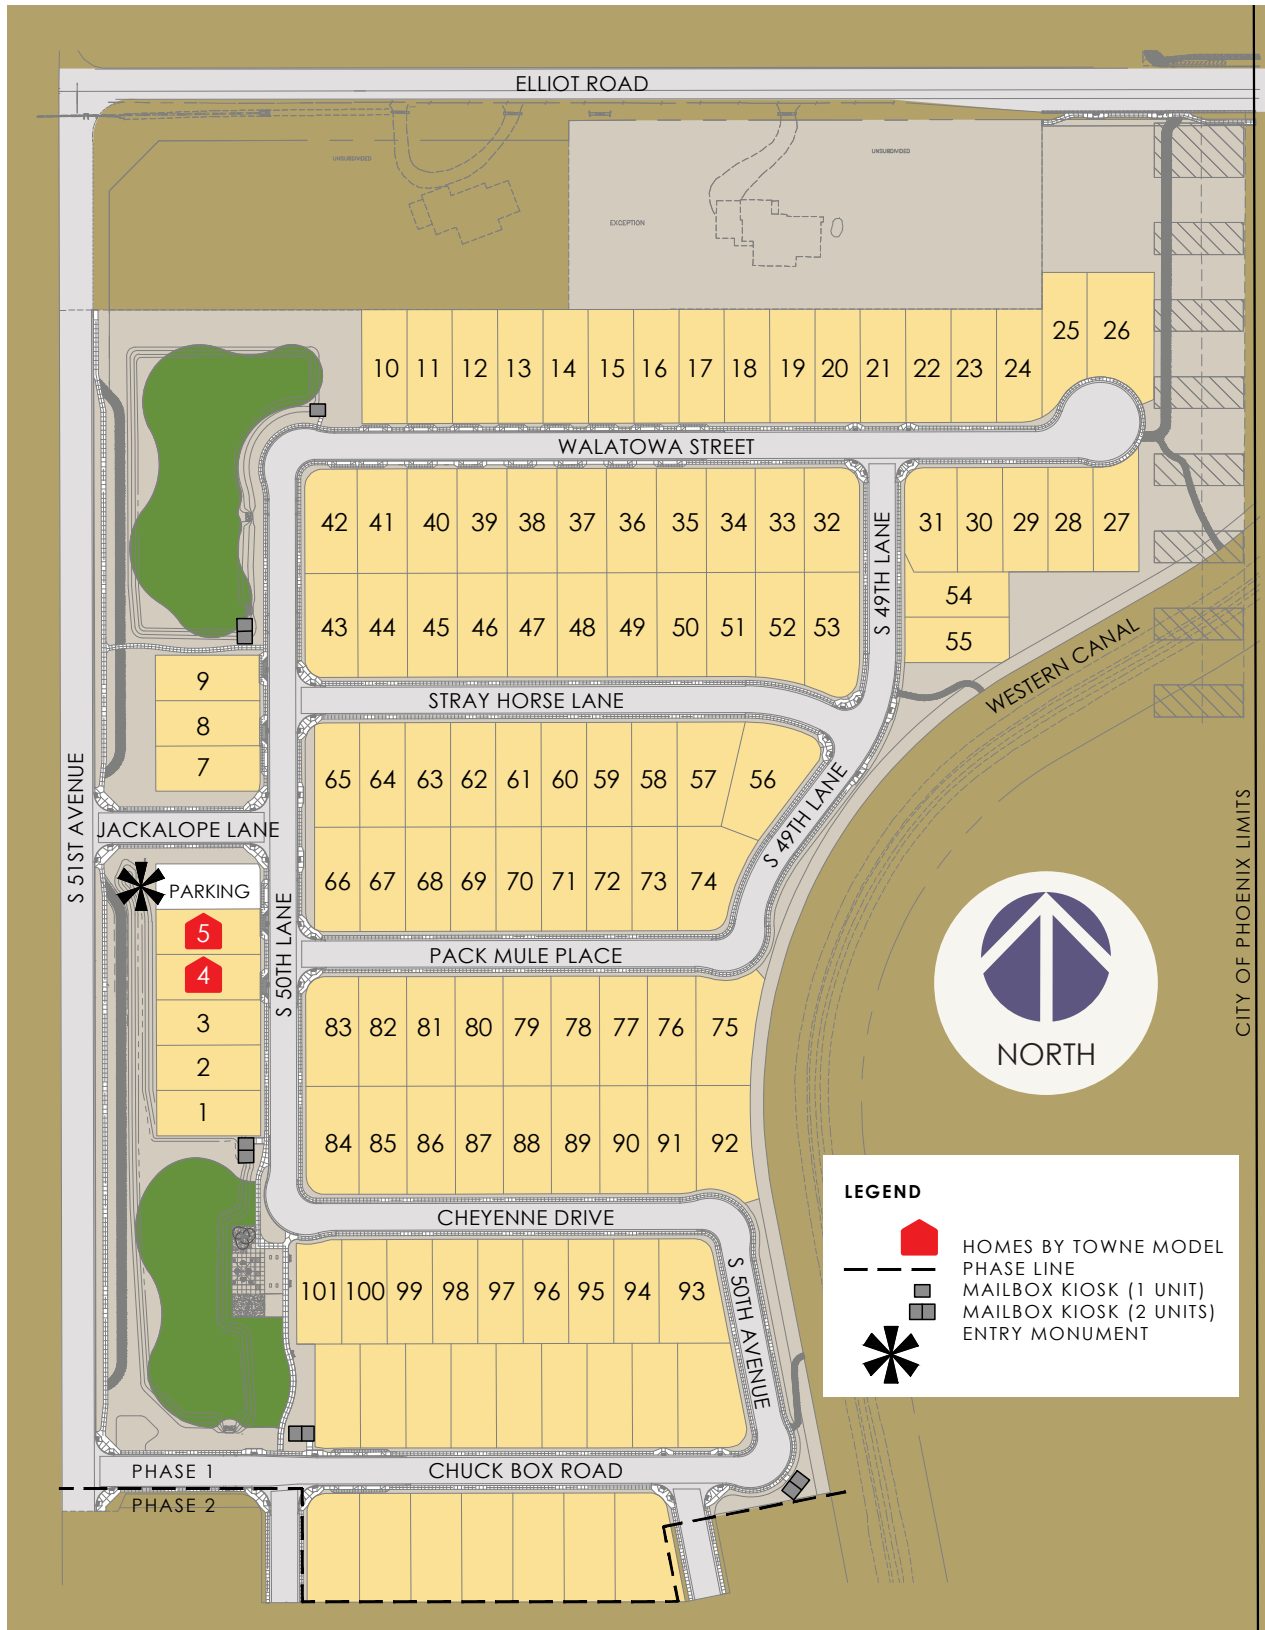 ELLIOT ROAD
UNSUBDIVIDED
UNSUBDIVIDED
EXCEPTION
25 26
10 11 12 13 14 15 16 17 18 19 20 21 22 23 24
WALATOWA STREET
42 41 40 39 38 37 36 35 34 33 32
S 49TH LANE
31 30 29 28 27
43 44 45 46 47 48 49 50 51 52 53
54
55
WESTERN CANAL
9
8
7
STRAY HORSE LANE
65 64 63 62 61 60 59 58 57 56
S 51ST AVENUE
JACKALOPE LANE
S 49TH LANE
CITY OF PHOENIX LIMITS
66 67 68 69 70 71 72 73 74
PARKING
5
4
3
2
1
S 50TH LANE
PACK MULE PLACE
NORTH
83 82 81 80 79 78 77 76 75
84 85 86 87 88 89 90 91 92
CHEYENNE DRIVE
101 100 99 98 97 96 95 94 93
S 50TH AVENUE
LEGEND
HOMES BY TOWNE MODEL
PHASE LINE
MAILBOX KIOSK (1 UNIT)
MAILBOX KIOSK (2 UNITS)
ENTRY MONUMENT
PHASE 1
CHUCK BOX ROAD
PHASE 2